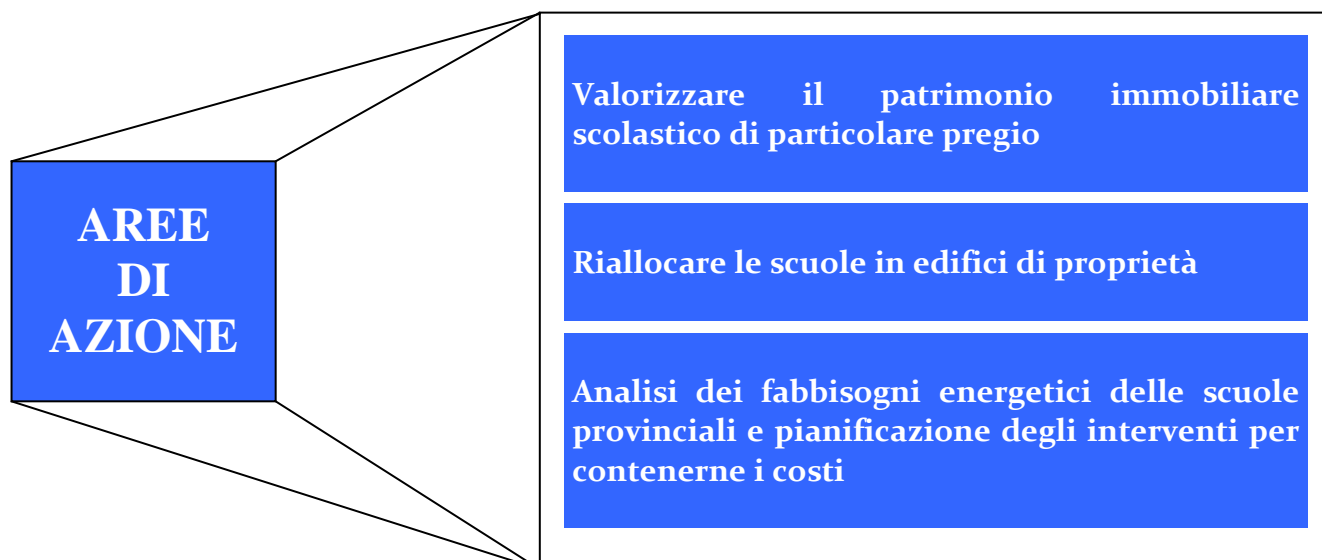 AREE
DI
AZIONE
Valorizzare il patrimonio immobiliare
scolastico di particolare pregio
Riallocare le scuole in edifici di proprietà
Analisi dei fabbisogni energetici delle scuole
provinciali e pianificazione degli interventi per
contenerne i costi